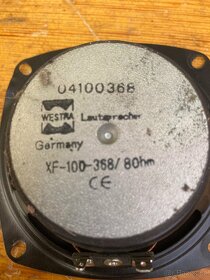 04100368
WESTRA Lautsprecher
Germany
XF-100-368/8Ohm
CE